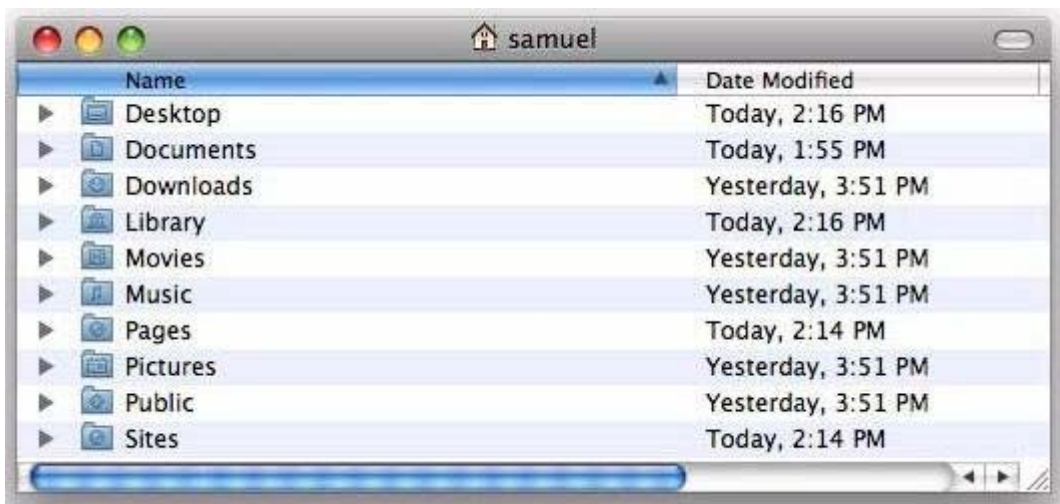 samuel
Name Date Modified
Desktop Today, 2:16 PM
Documents Today, 1:55 PM
Downloads Yesterday, 3:51 PM
Library Today, 2:16 PM
Movies Yesterday, 3:51 PM
Music Yesterday, 3:51 PM
Pages Today, 2:14 PM
Pictures Yesterday, 3:51 PM
Public Yesterday, 3:51 PM
Sites Today, 2:14 PM